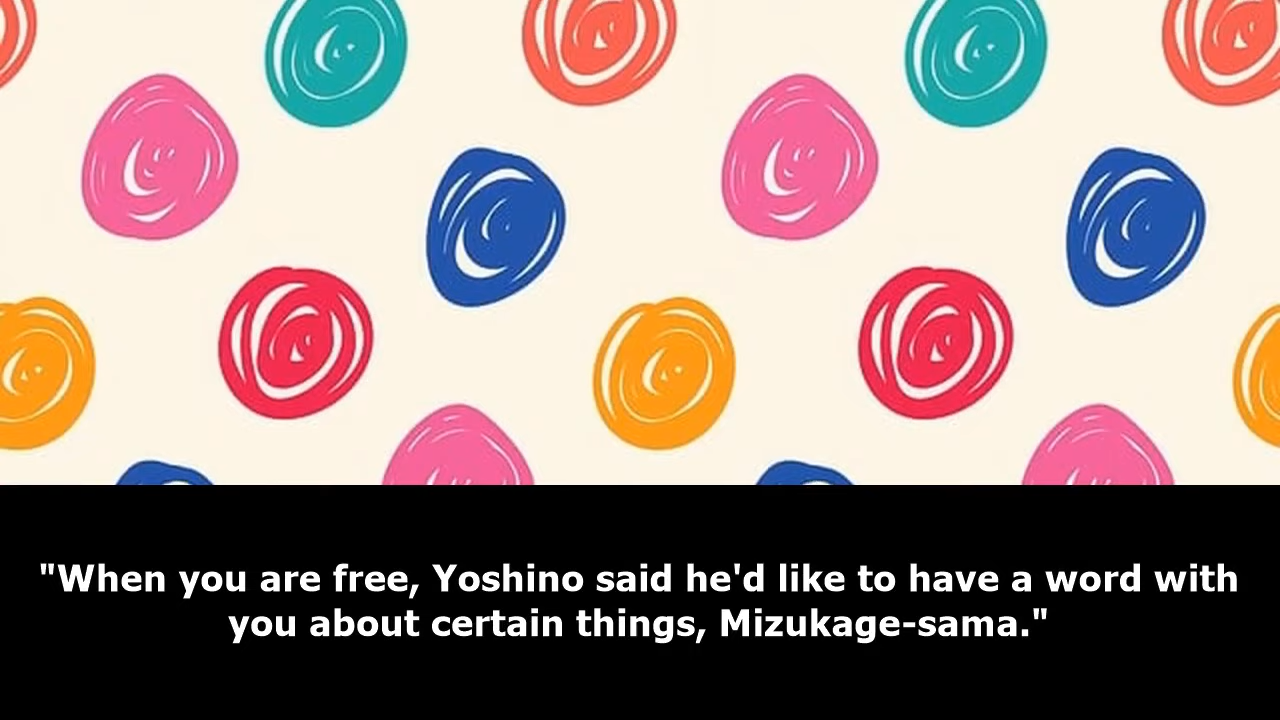 "When you are free, Yoshino said he'd like to have a word with
you about certain things, Mizukage-sama."